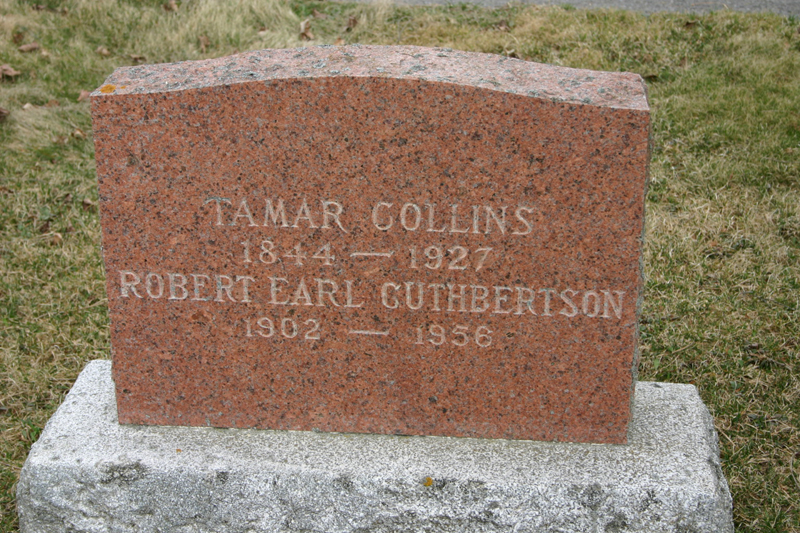 TAMAR COLLINS
1844 — 1927
ROBERT EARL CUTHBERTSON
1902 — 1956